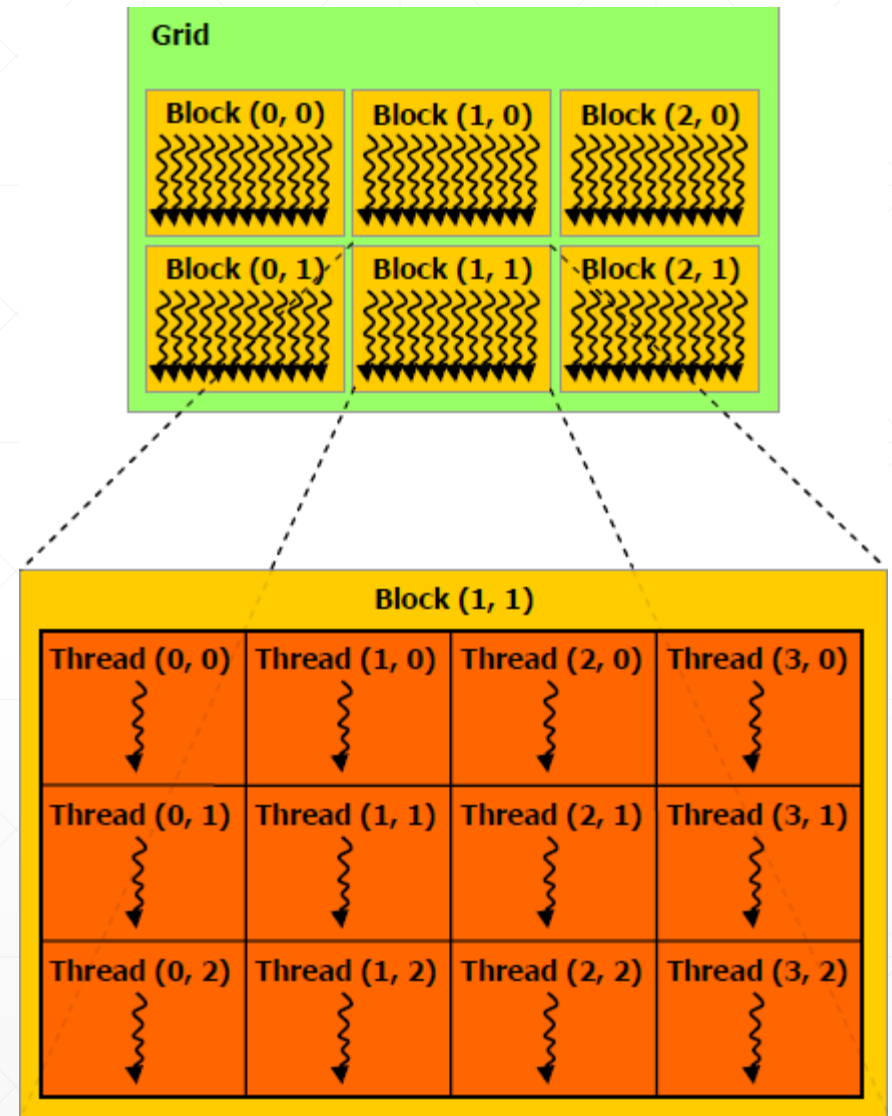 Grid
Block (0, 0) Block (1, 0) Block (2, 0)
Block (0, 1) Block (1, 1) Block (2, 1)
Block (1, 1)
Thread (0, 0) Thread (1, 0) Thread (2, 0) Thread (3, 0)
Thread (0, 1) Thread (1, 1) Thread (2, 1) Thread (3, 1)
Thread (0, 2) Thread (1, 2) Thread (2, 2) Thread (3, 2)